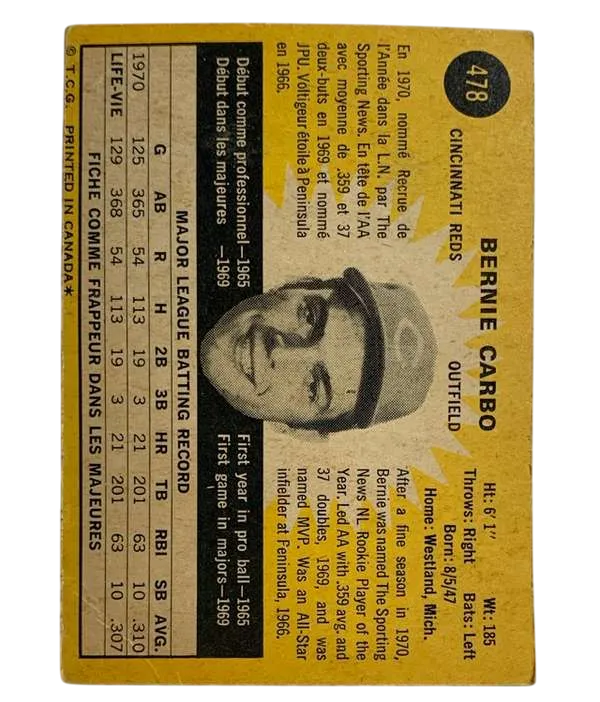 478
BERNIE CARBO
CINCINNATI REDS
OUTFIELD
Ht: 6'1" Wt: 185
Throws: Right Bats: Left
Born: 8/5/47
Home: Westland, Mich.
En 1970, nommé Recrue de
l'Année dans la L.N. par The
Sporting News. En tête de l'AA
avec moyenne de .359 et 37
deux-buts en 1969 et nommé
JPU. Voltigeur étoile à Peninsula
en 1966.
After a fine season in 1970,
Bernie was named The Sporting
News NL Rookie Player of the
Year. Led AA with .359 avg. and
37 doubles, 1969, and was
named MVP. Was an All-Star
infielder at Peninsula, 1966.
Début comme professionnel—1965
Début dans les majeures —1969
First year in pro ball—1965
First game in majors—1969
MAJOR LEAGUE BATTING RECORD
G AB R H 2B 3B HR TB RBI SB AVG.
1970 125 365 54 113 19 3 21 201 63 10 .310
LIFE-VIE 129 368 54 113 19 3 21 201 63 10 .307
FICHE COMME FRAPPEUR DANS LES MAJEURES
© T.C.G. PRINTED IN CANADA*